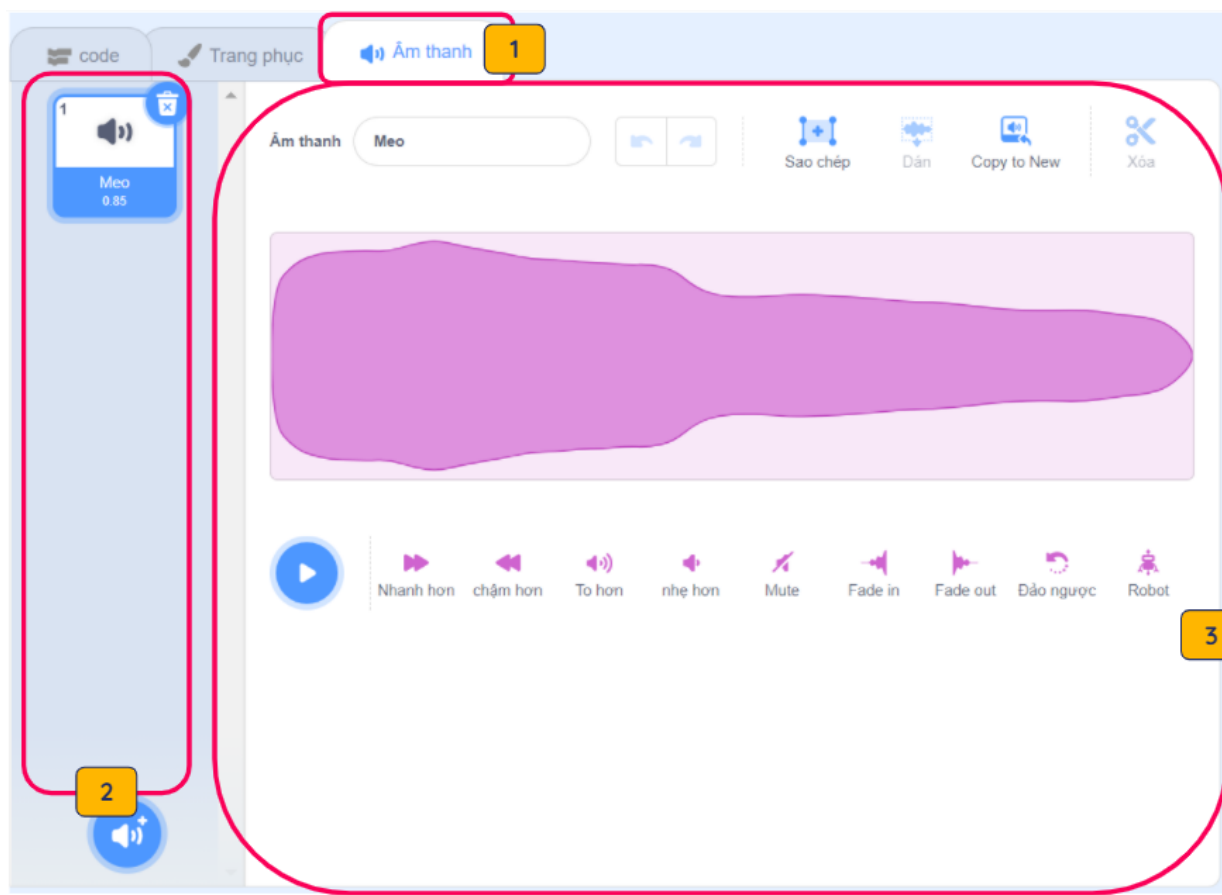 code
Trang phục
Âm thanh
1
1
Meo
0.85
Âm thanh
Meo
Sao chép
Dán
Copy to New
Xóa
Nhanh hơn
chậm hơn
To hơn
nhẹ hơn
Mute
Fade in
Fade out
Đảo ngược
Robot
3
2